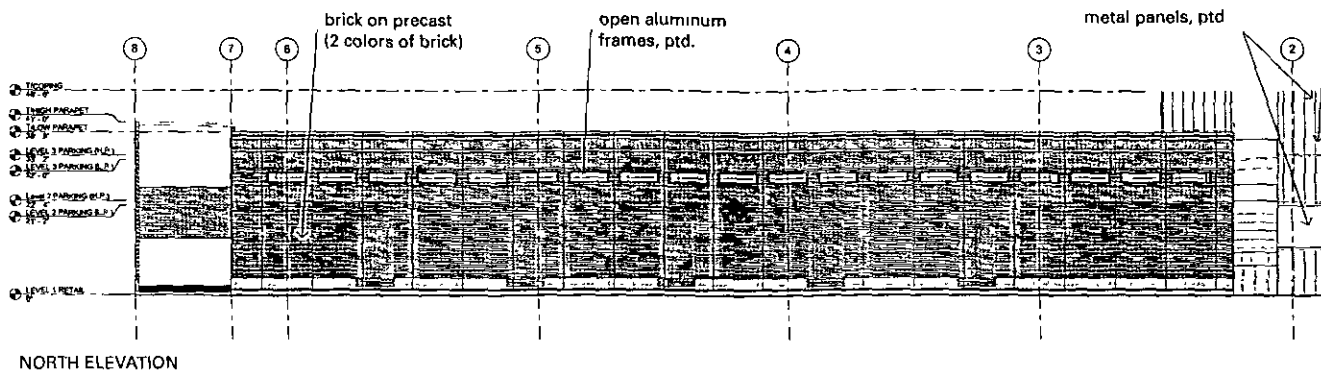 brick on precast
(2 colors of brick)
open aluminum
frames, ptd.
metal panels, ptd
8
7
6
5
4
3
2
T/COPING
T/HIGH PARAPET
T/LOW PARAPET
LEVEL 3 PARKING (H.P.)
LEVEL 3 PARKING (L.P.)
Level 2 PARKING (H.P.)
LEVEL 2 PARKING (L.P.)
LEVEL 1 RETAIL
NORTH ELEVATION